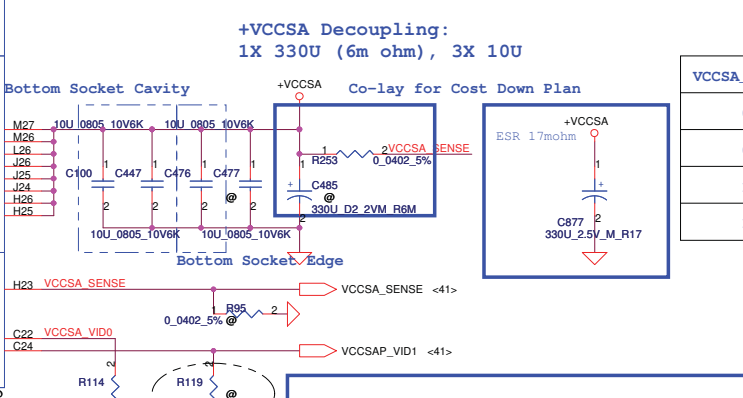 +VCCSA Decoupling:
1X 330U (6m ohm), 3X 10U
Bottom Socket Cavity
+VCCSA
Co-lay for Cost Down Plan
VCCSA_
10U_0805_10V6K
10U_0805_10V6K
+VCCSA
ESR 17mohm
M27
M26
L26
J26
J25
J24
H26
H25
1
2
VCCSA_SENSE
R253
0_0402_5%
1
1
1
1
1
1
C100
C447
C476
C477
+
C485
@
@
330U_D2_2VM_R6M
2
2
2
2
2
+
C877
2
330U_2.5V_M_R17
10U_0805_10V6K
10U_0805_10V6K
Bottom Socket Edge
H23
VCCSA_SENSE
VCCSA_SENSE <41>
1
R95
2
0_0402_5%
@
C22
VCCSA_VID0
C24
VCCSAP_VID1 <41>
2
2
R114
R119
@